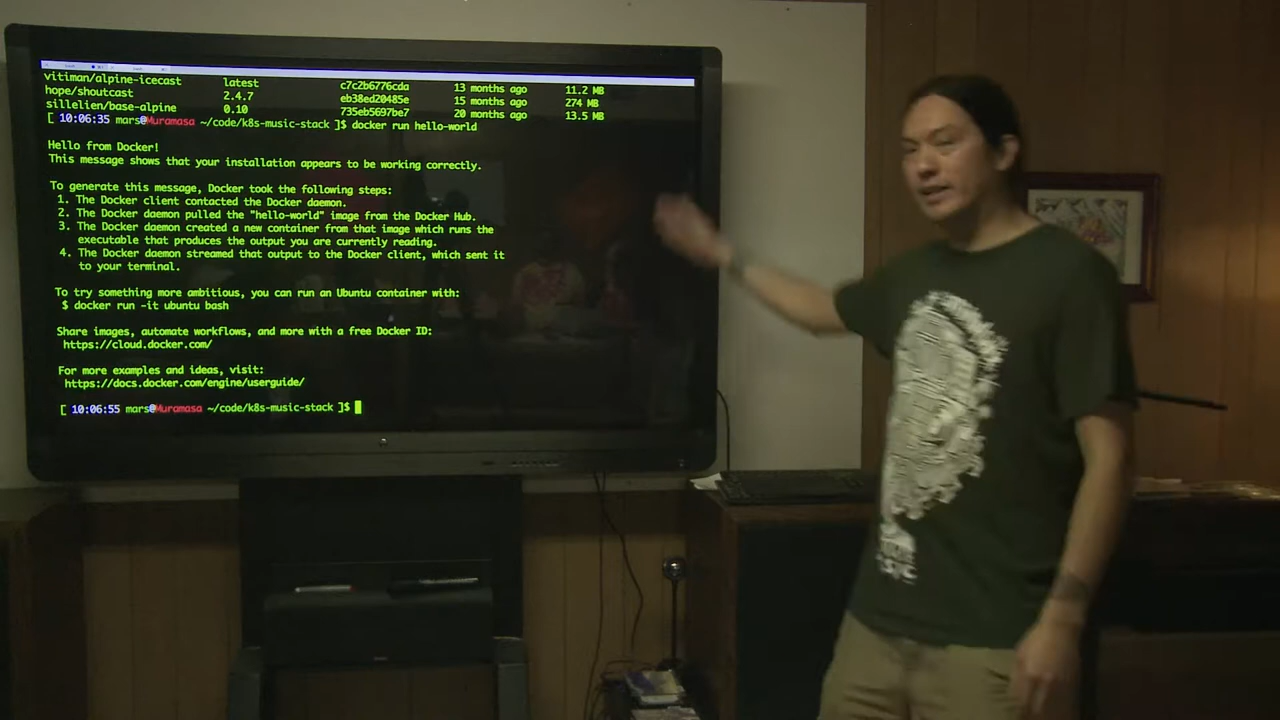 vitiman/alpine-icecast latest c7c2b6776cda 13 months ago 11.2 MB
hope/shoutcast 2.4.7 eb38ed20485e 15 months ago 274 MB
sillelien/base-alpine 0.10 735eb5697be7 20 months ago 13.5 MB
[ 10:06:35 mars@Muramasa ~/code/k8s-music-stack ]$ docker run hello-world
Hello from Docker!
This message shows that your installation appears to be working correctly.
To generate this message, Docker took the following steps:
1. The Docker client contacted the Docker daemon.
2. The Docker daemon pulled the "hello-world" image from the Docker Hub.
3. The Docker daemon created a new container from that image which runs the
executable that produces the output you are currently reading.
4. The Docker daemon streamed that output to the Docker client, which sent it
to your terminal.
To try something more ambitious, you can run an Ubuntu container with:
$ docker run -it ubuntu bash
Share images, automate workflows, and more with a free Docker ID:
https://cloud.docker.com/
For more examples and ideas, visit:
https://docs.docker.com/engine/userguide/
[ 10:06:55 mars@Muramasa ~/code/k8s-music-stack ]$